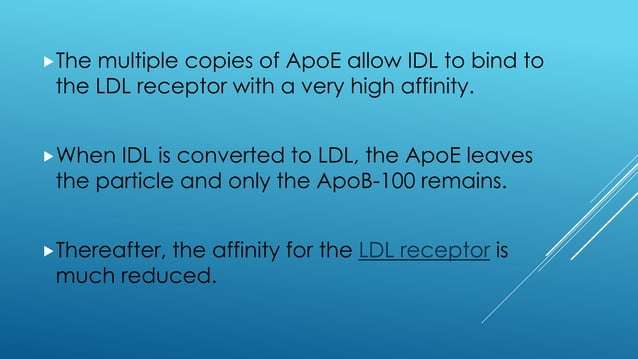 The multiple copies of ApoE allow IDL to bind to
the LDL receptor with a very high affinity.
When IDL is converted to LDL, the ApoE leaves
the particle and only the ApoB-100 remains.
Thereafter, the affinity for the LDL receptor is
much reduced.